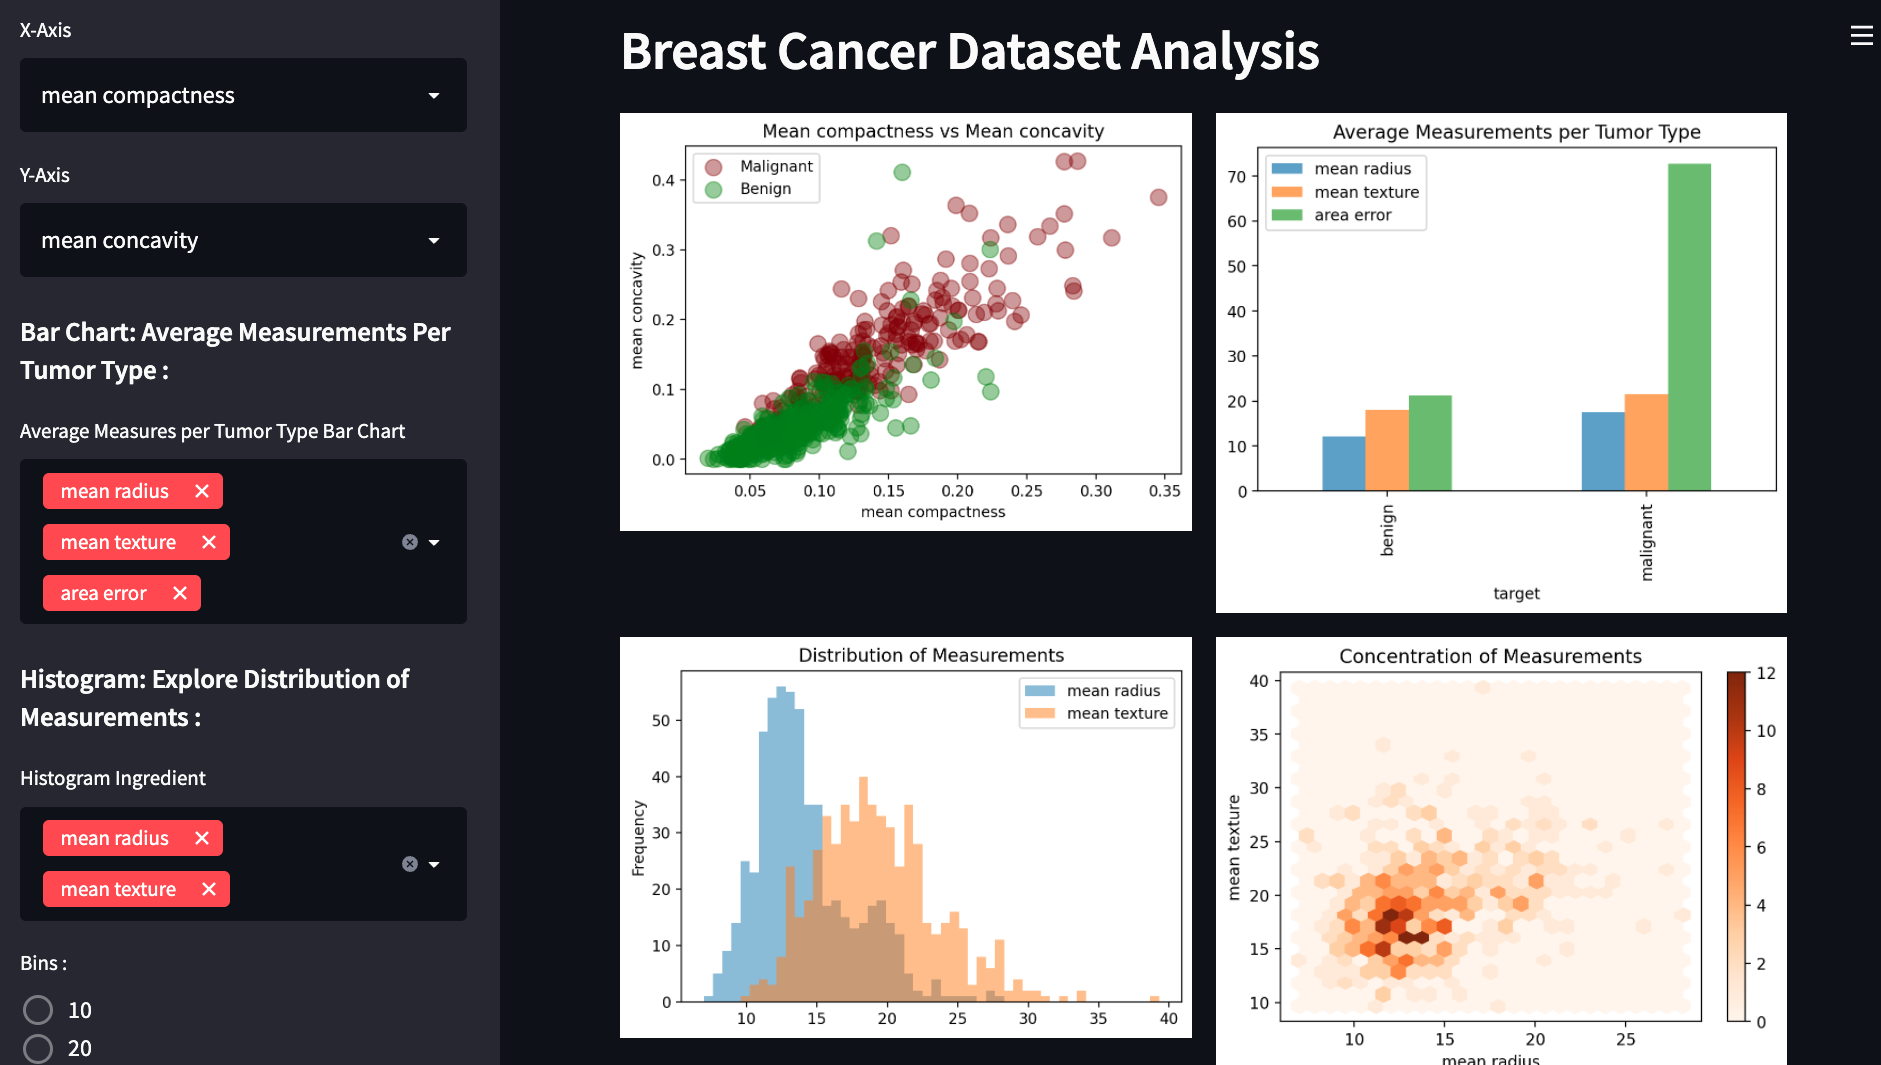 X-Axis
mean compactness
Y-Axis
mean concavity
Bar Chart: Average Measurements Per
Tumor Type :
Average Measures per Tumor Type Bar Chart
mean radius
mean texture
area error
Histogram: Explore Distribution of
Measurements :
Histogram Ingredient
mean radius
mean texture
Bins :
10
20
Breast Cancer Dataset Analysis
Mean compactness vs Mean concavity
Malignant
Benign
mean concavity
0.4
0.3
0.2
0.1
0.0
0.05 0.10 0.15 0.20 0.25 0.30 0.35
mean compactness
Average Measurements per Tumor Type
mean radius
mean texture
area error
70
60
50
40
30
20
10
0
benign
malignant
target
Distribution of Measurements
mean radius
mean texture
Frequency
50
40
30
20
10
0
10 15 20 25 30 35 40
Concentration of Measurements
mean texture
40
35
30
25
20
15
10
10 15 20 25
mean radius
12
10
8
6
4
2
0